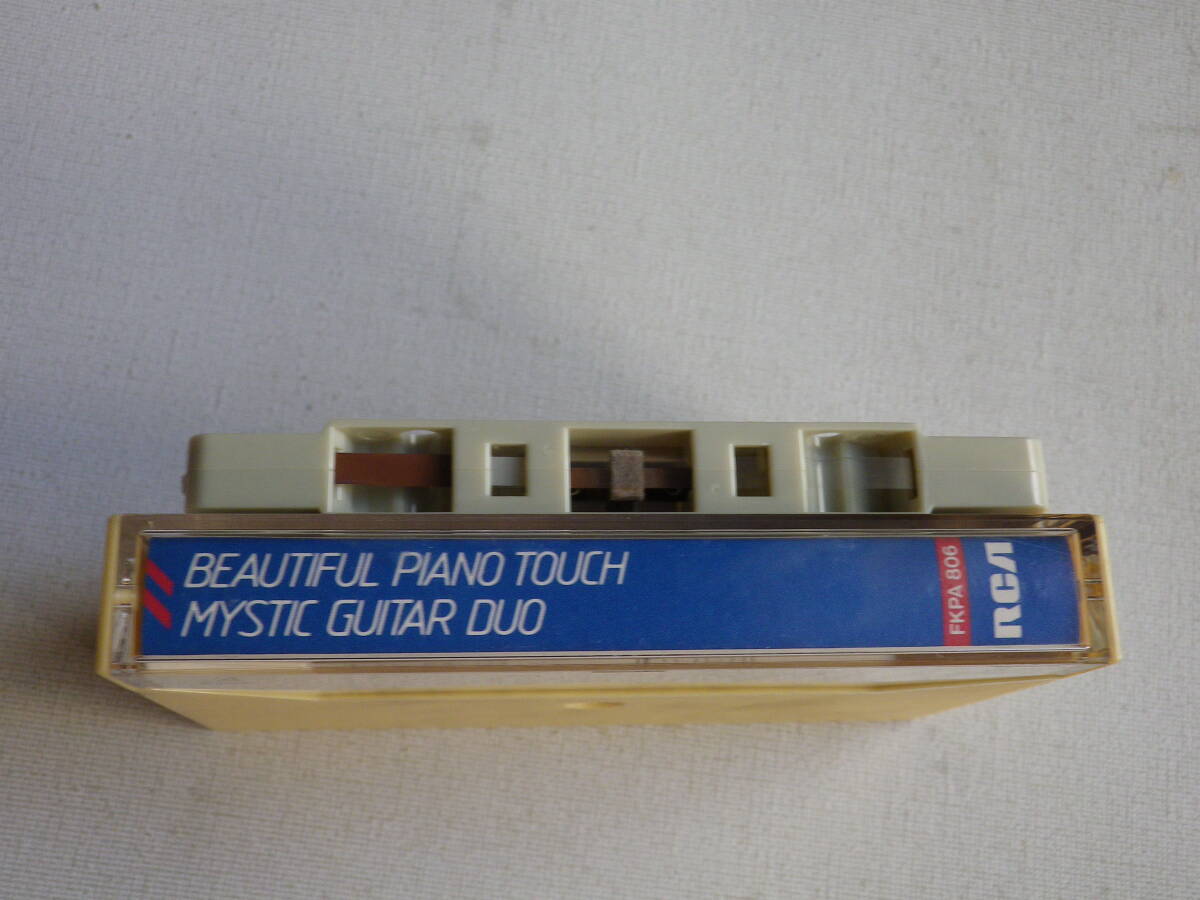 BEAUTIFUL PIANO TOUCH
MYSTIC GUITAR DUO
FKPA 806
RCA